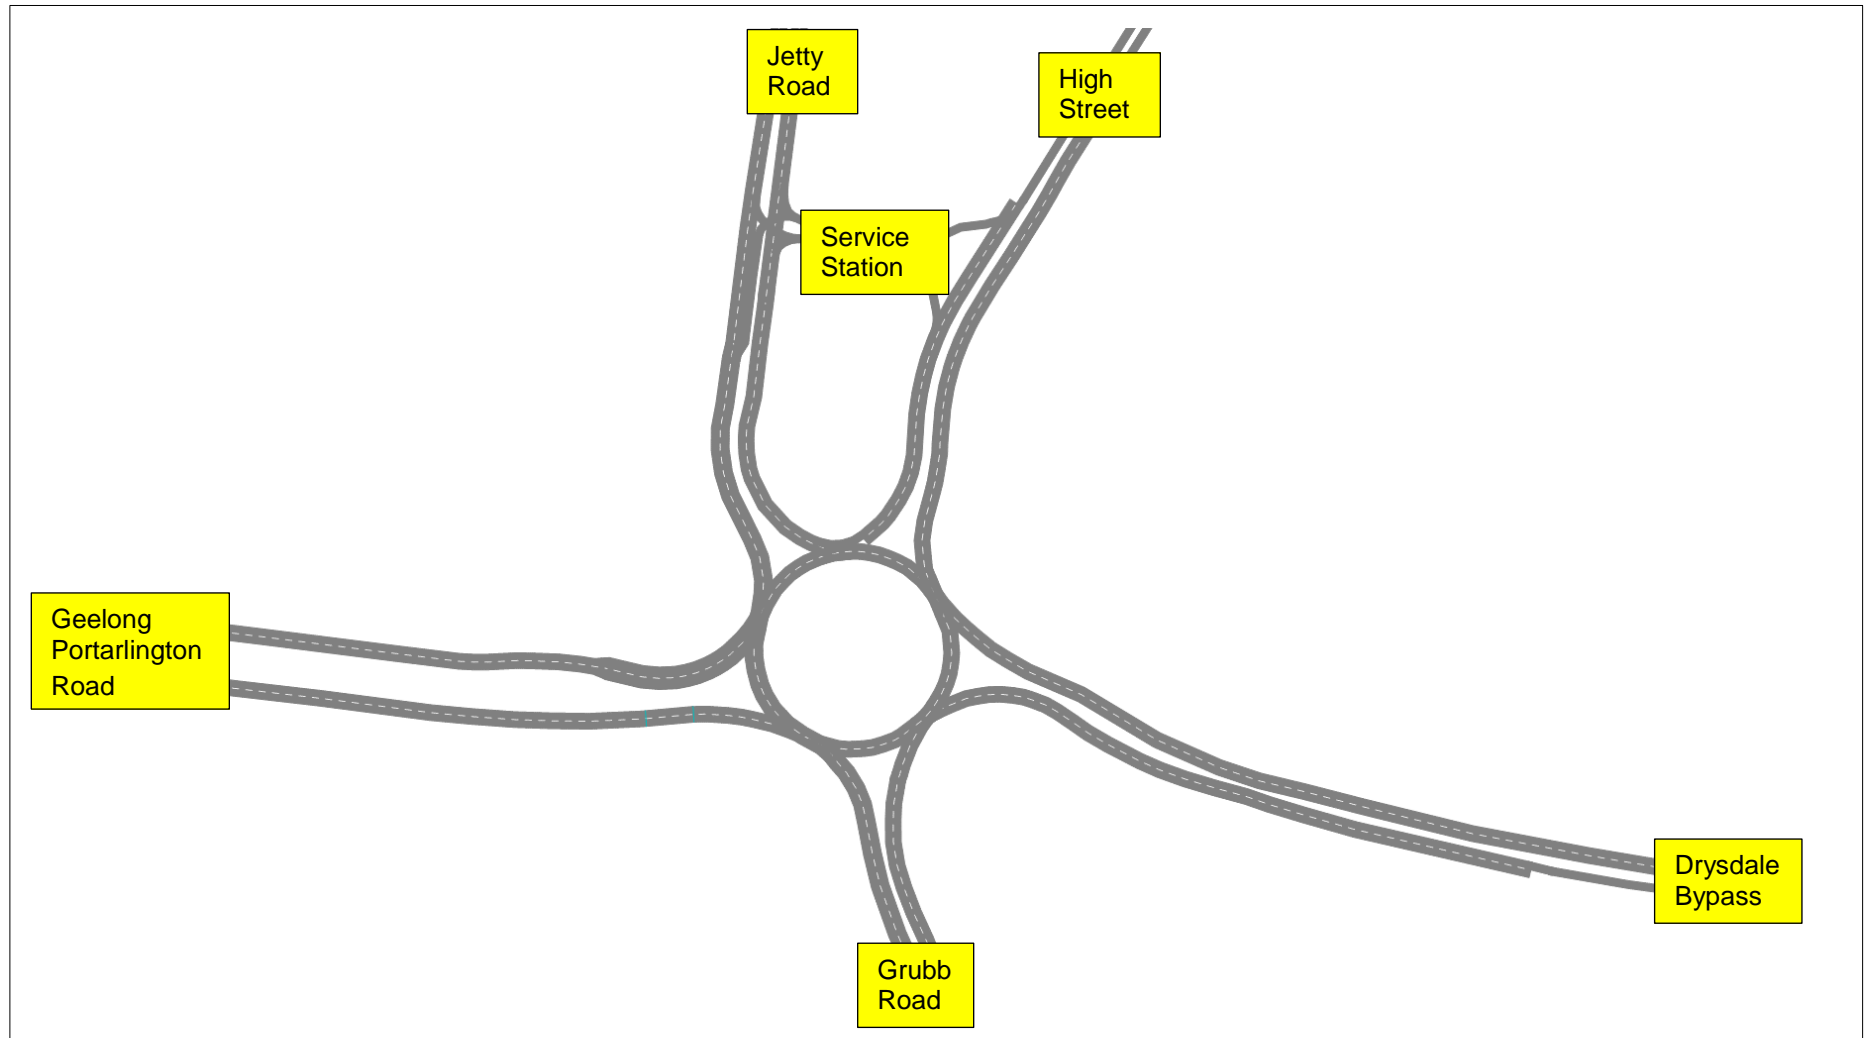 Jetty
Road
High
Street
Service
Station
Geelong
Portarlington
Road
Drysdale
Bypass
Grubb
Road